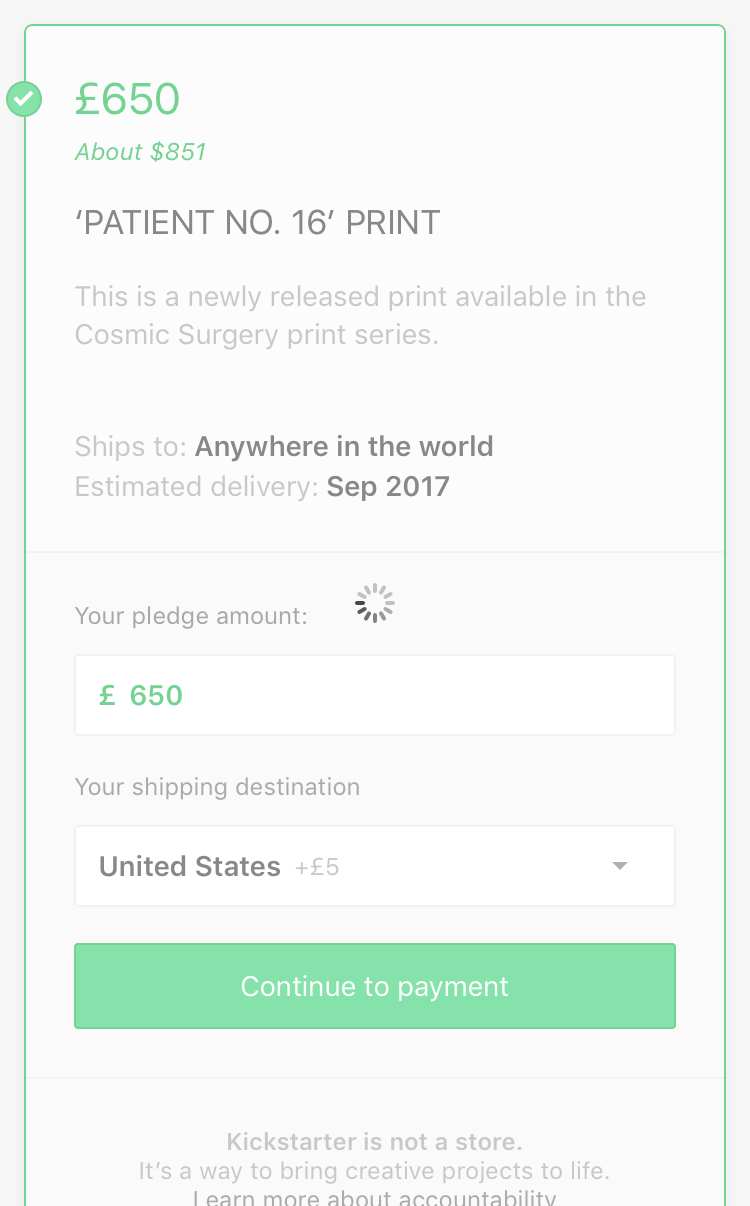 £650
About $851
‘PATIENT NO. 16’ PRINT
This is a newly released print available in the
Cosmic Surgery print series.
Ships to: Anywhere in the world
Estimated delivery: Sep 2017
Your pledge amount:
£ 650
Your shipping destination
United States +£5
Continue to payment
Kickstarter is not a store.
It’s a way to bring creative projects to life.
Learn more about accountability